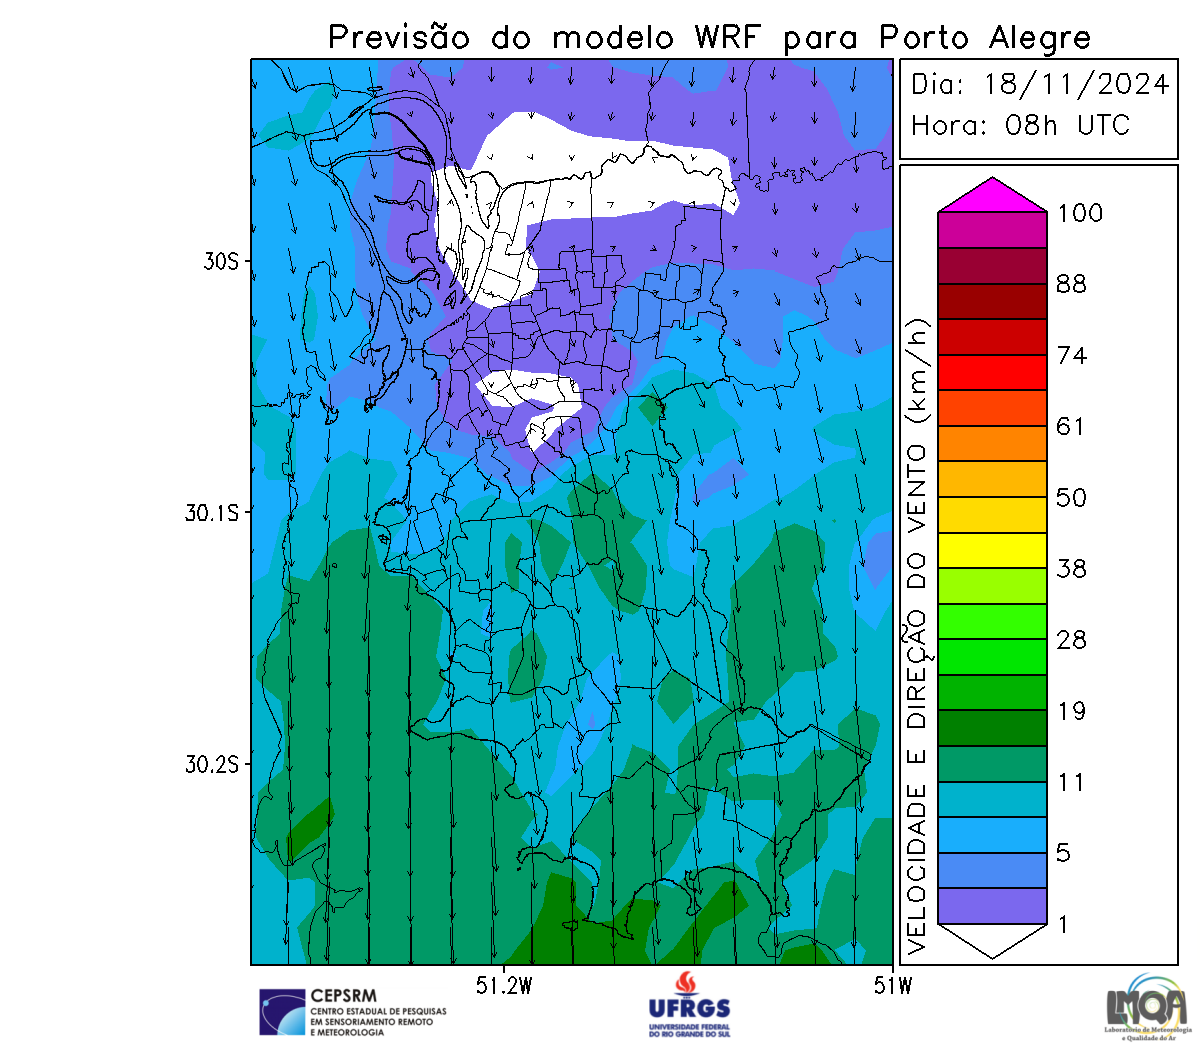 Previsão do modelo WRF para Porto Alegre
Dia: 18/11/2024
Hora: 08h UTC
30S
30.1S
30.2S
51.2W
51W
VELOCIDADE E DIREÇÃO DO VENTO (km/h)
100
88
74
61
50
38
28
19
11
5
1
CEPSRM
CENTRO ESTADUAL DE PESQUISAS
EM SENSORIAMENTO REMOTO
E METEOROLOGIA
UFRGS
UNIVERSIDADE FEDERAL
DO RIO GRANDE DO SUL
LMQA
Laboratório de Meteorologia
e Qualidade do Ar